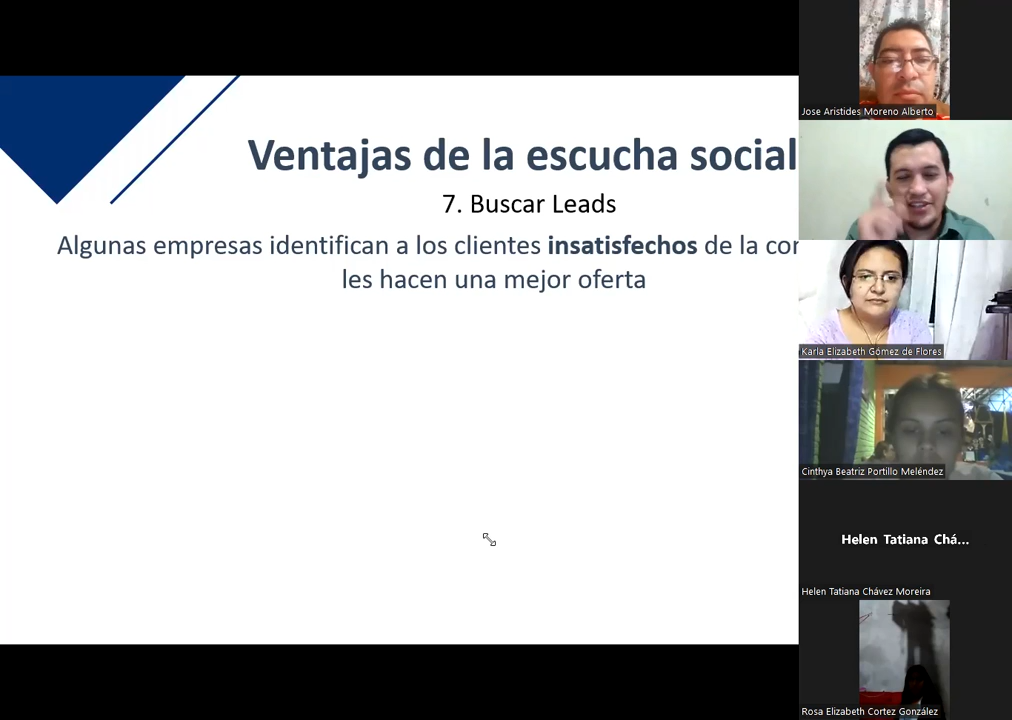 Ventajas de la escucha social
7. Buscar Leads
Algunas empresas identifican a los clientes insatisfechos de la
les hacen una mejor oferta
Jose Aristides Moreno Alberto
Karla Elizabeth Gómez de Flores
Cinthya Beatriz Portillo Meléndez
Helen Tatiana Chá...
Helen Tatiana Chávez Moreira
Rosa Elizabeth Cortez González